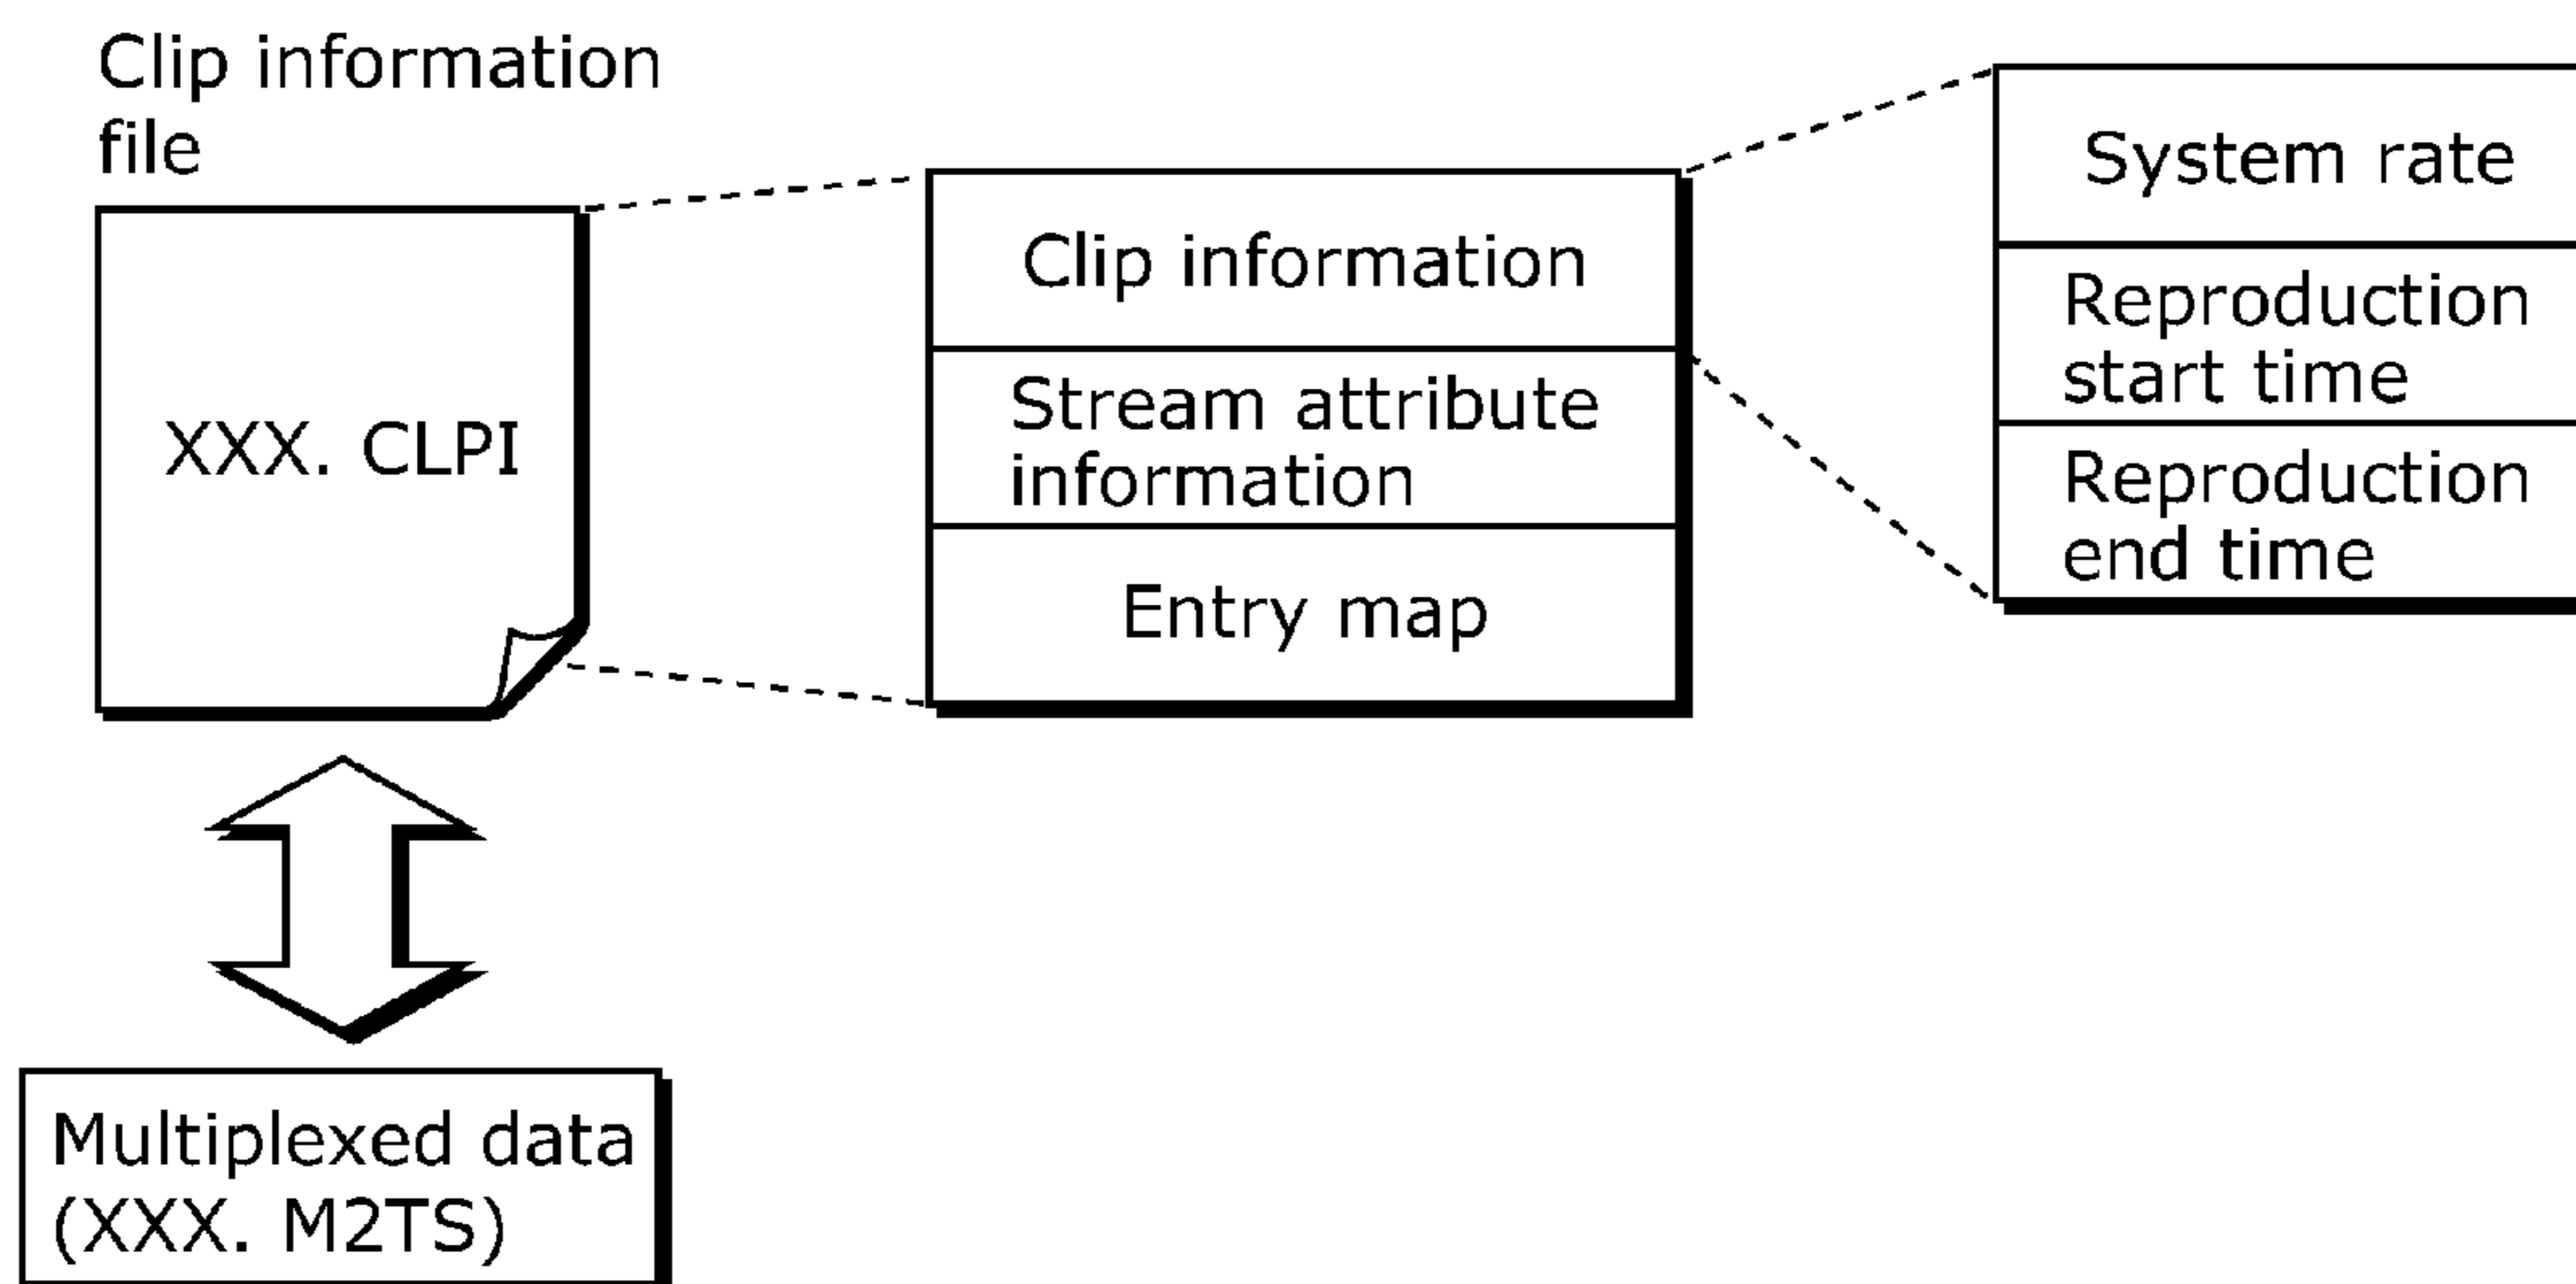 Clip information
file
XXX. CLPI
Clip information
Stream attribute
information
Entry map
System rate
Reproduction
start time
Reproduction
end time
Multiplexed data
(XXX. M2TS)